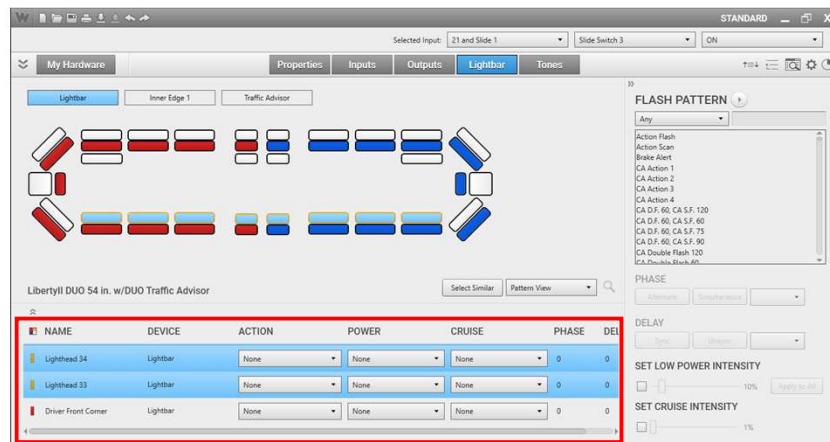 STANDARD
Selected Input: 21 and Slide 1 Slide Switch 3 ON
My Hardware Properties Inputs Outputs Lightbar Tones
Lightbar Inner Edge 1 Traffic Advisor
FLASH PATTERN
Any
Action Flash
Action Scan
Brake Alert
CA Action 1
CA Action 2
CA Action 3
CA Action 4
CA D.F. 60, CA S.F. 120
CA D.F. 60, CA S.F. 60
CA D.F. 60, CA S.F. 75
CA D.F. 60, CA S.F. 90
CA Double Flash 120
CA Double Flash 60
LibertyII DUO 54 in. w/DUO Traffic Advisor
Select Similar Pattern View
PHASE
Alternate Simultaneous
DELAY
Sync
NAME DEVICE ACTION POWER CRUISE PHASE DEL
Lighthead 34 Lightbar None None None 0 0
Lighthead 33 Lightbar None None None 0 0
Driver Front Corner Lightbar None None None 0 0
SET LOW POWER INTENSITY
10% Apply to All
SET CRUISE INTENSITY
1%